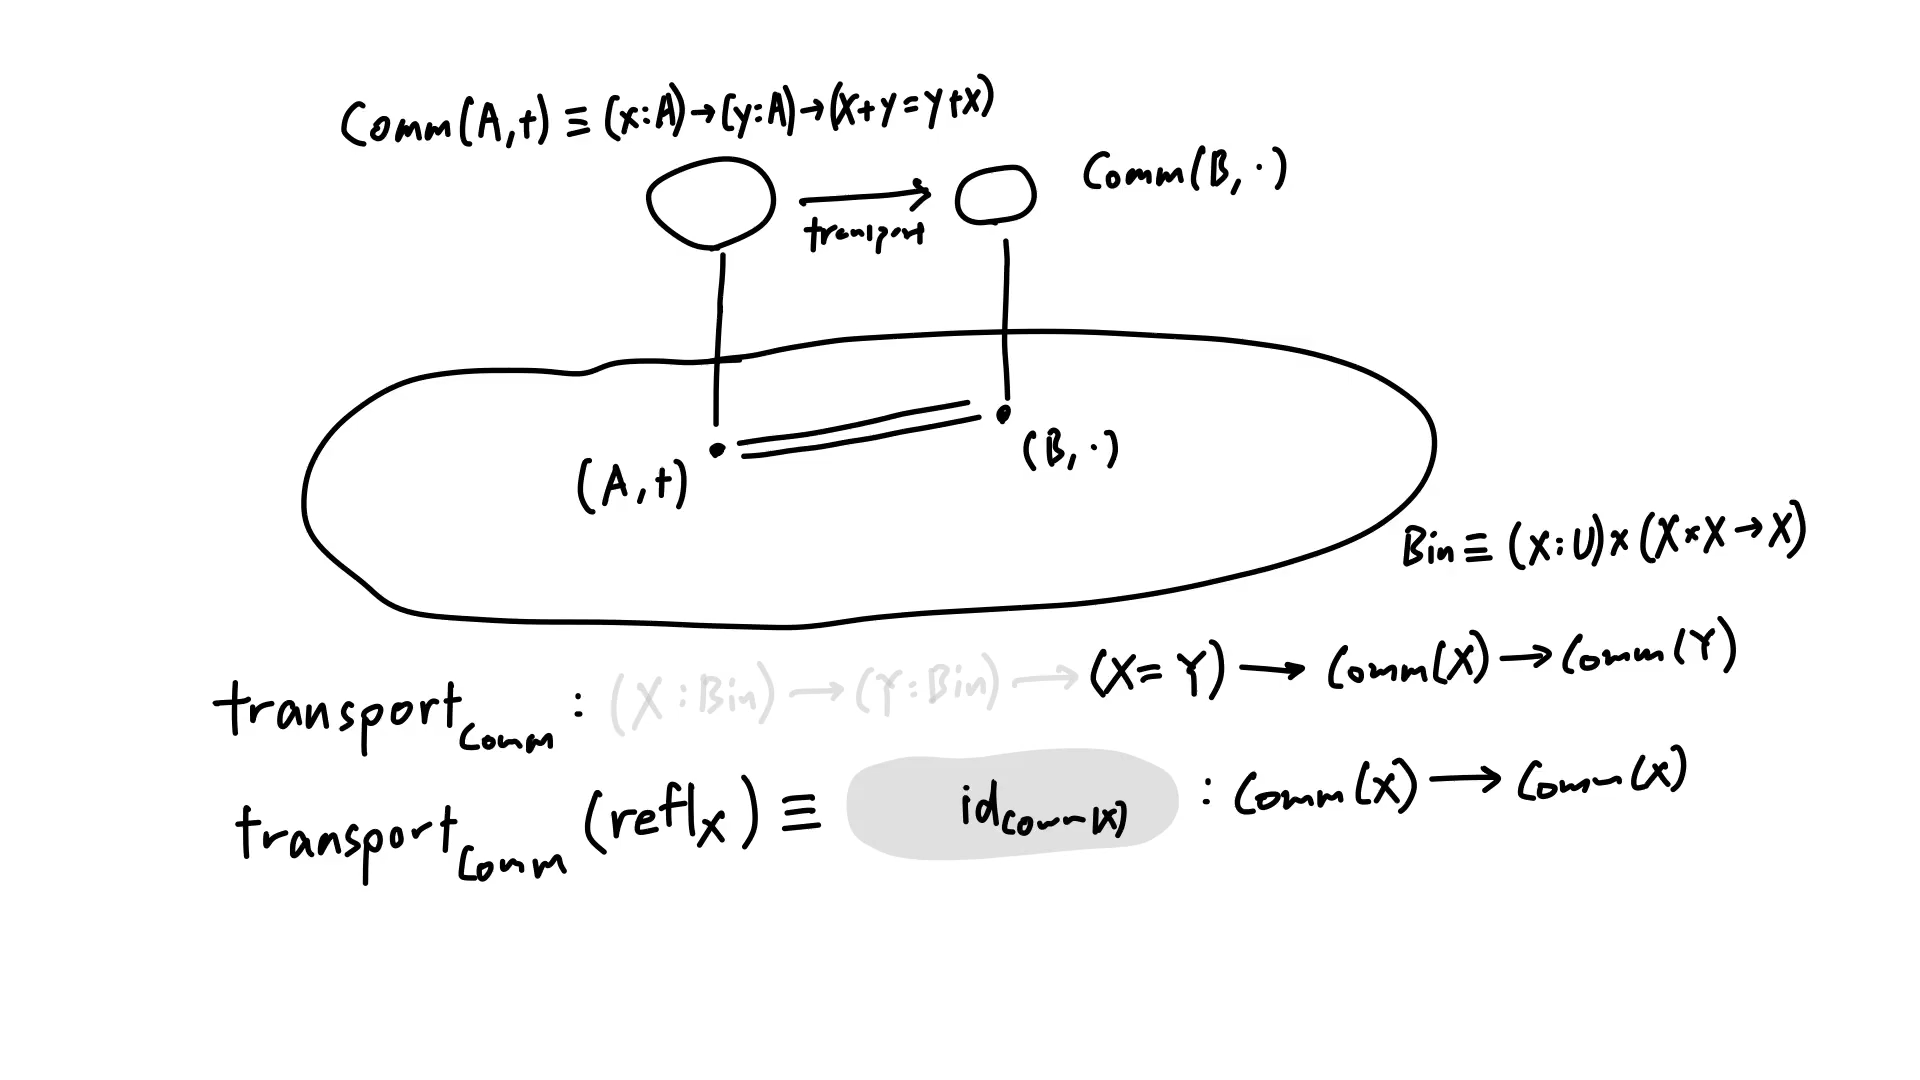 Comm(A,+) ≡ (x:A)→(y:A)→(x+y=y+x)
Comm(B, ·)
transport
(A,+)
(B, ·)
Bin ≡ (X:U)×(X×X→X)
transport_Comm : (X:Bin)→(Y:Bin)→(X=Y)→Comm(X)→Comm(Y)
transport_Comm (refl_X) ≡ id_Comm(X) : Comm(X)→Comm(X)